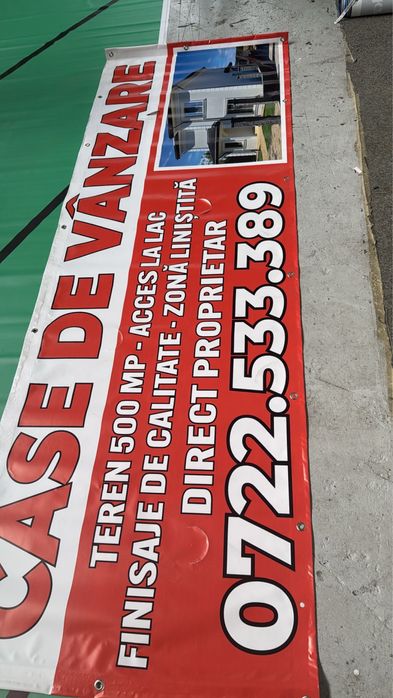 CASE DE VÂNZARE
TEREN 500 MP - ACCES LA LAC
FINISAJE DE CALITATE - ZONĂ LINIȘTITĂ
DIRECT PROPRIETAR
0722.533.389